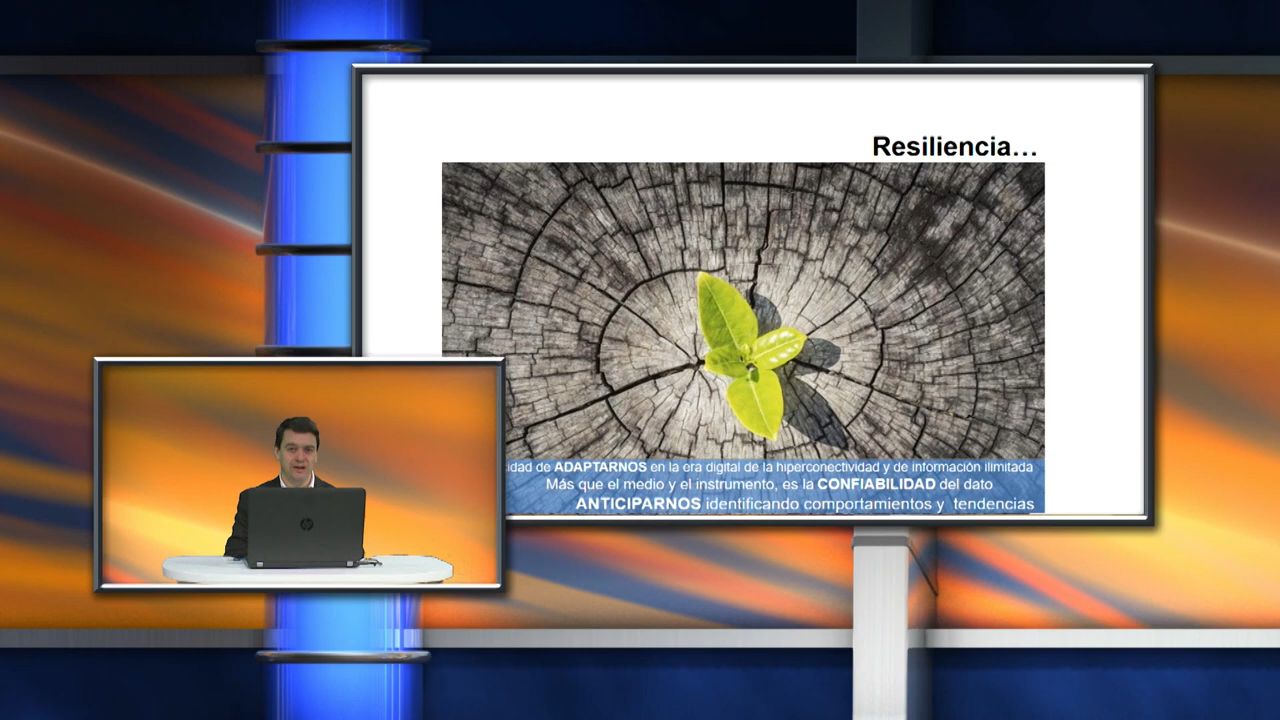 Resiliencia...
de ADAPTARNOS en la era digital de la hiperconectividad y de información ilimitada
Más que el medio y el instrumento, es la CONFIABILIDAD del dato
ANTICIPARNOS identificando comportamientos y tendencias
hp